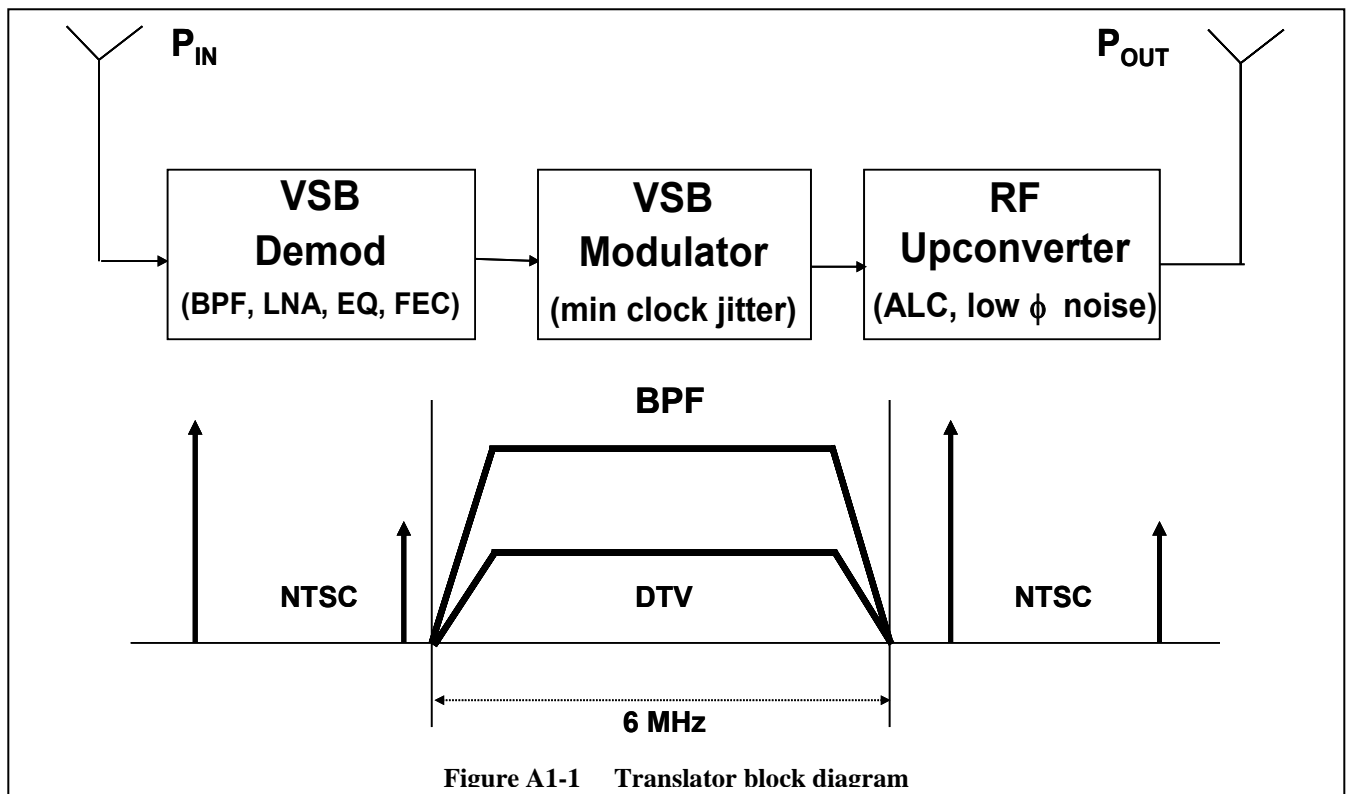 P_IN
P_OUT
VSB
Demod
(BPF, LNA, EQ, FEC)
VSB
Modulator
(min clock jitter)
RF
Upconverter
(ALC, low ϕ noise)
BPF
NTSC
DTV
NTSC
6 MHz
Figure A1-1 Translator block diagram